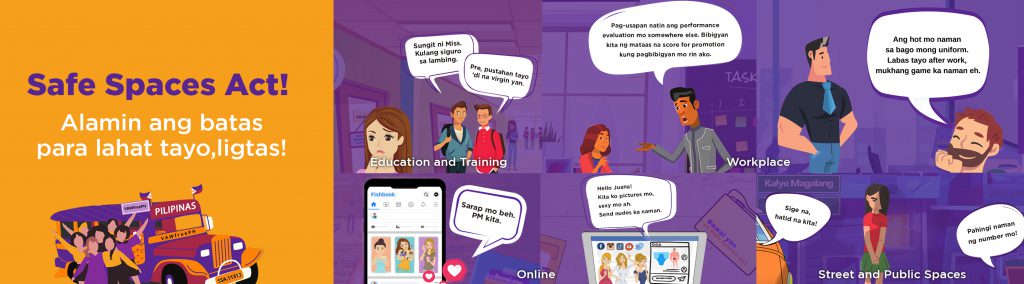 Safe Spaces Act!
Alamin ang batas
para lahat tayo,ligtas!
VAWfreePH
PILIPINAS
VAWfreePH
Sungit ni Miss.
Kulang siguro
sa lambing.
Pre, pustahan tayo
'di na virgin yan.
Education and Training
Pag-usapan natin ang performance
evaluation mo somewhere else. Bibigyan
kita ng mataas na score for promotion
kung pagbibigyan mo rin ako.
TASK
Ang hot mo naman
sa bago mong uniform.
Labas tayo after work,
mukhang game ka naman eh.
Workplace
Fishbook
Sarap mo beh.
PM kita.
Hello Juana!
Kita ko pictures mo,
sexy mo ah.
Send nudes ka naman.
Bawal yan
Online
Kalye Magalang
Sige na,
hatid na kita!
Pahingi naman
ng number mo!
Street and Public Spaces